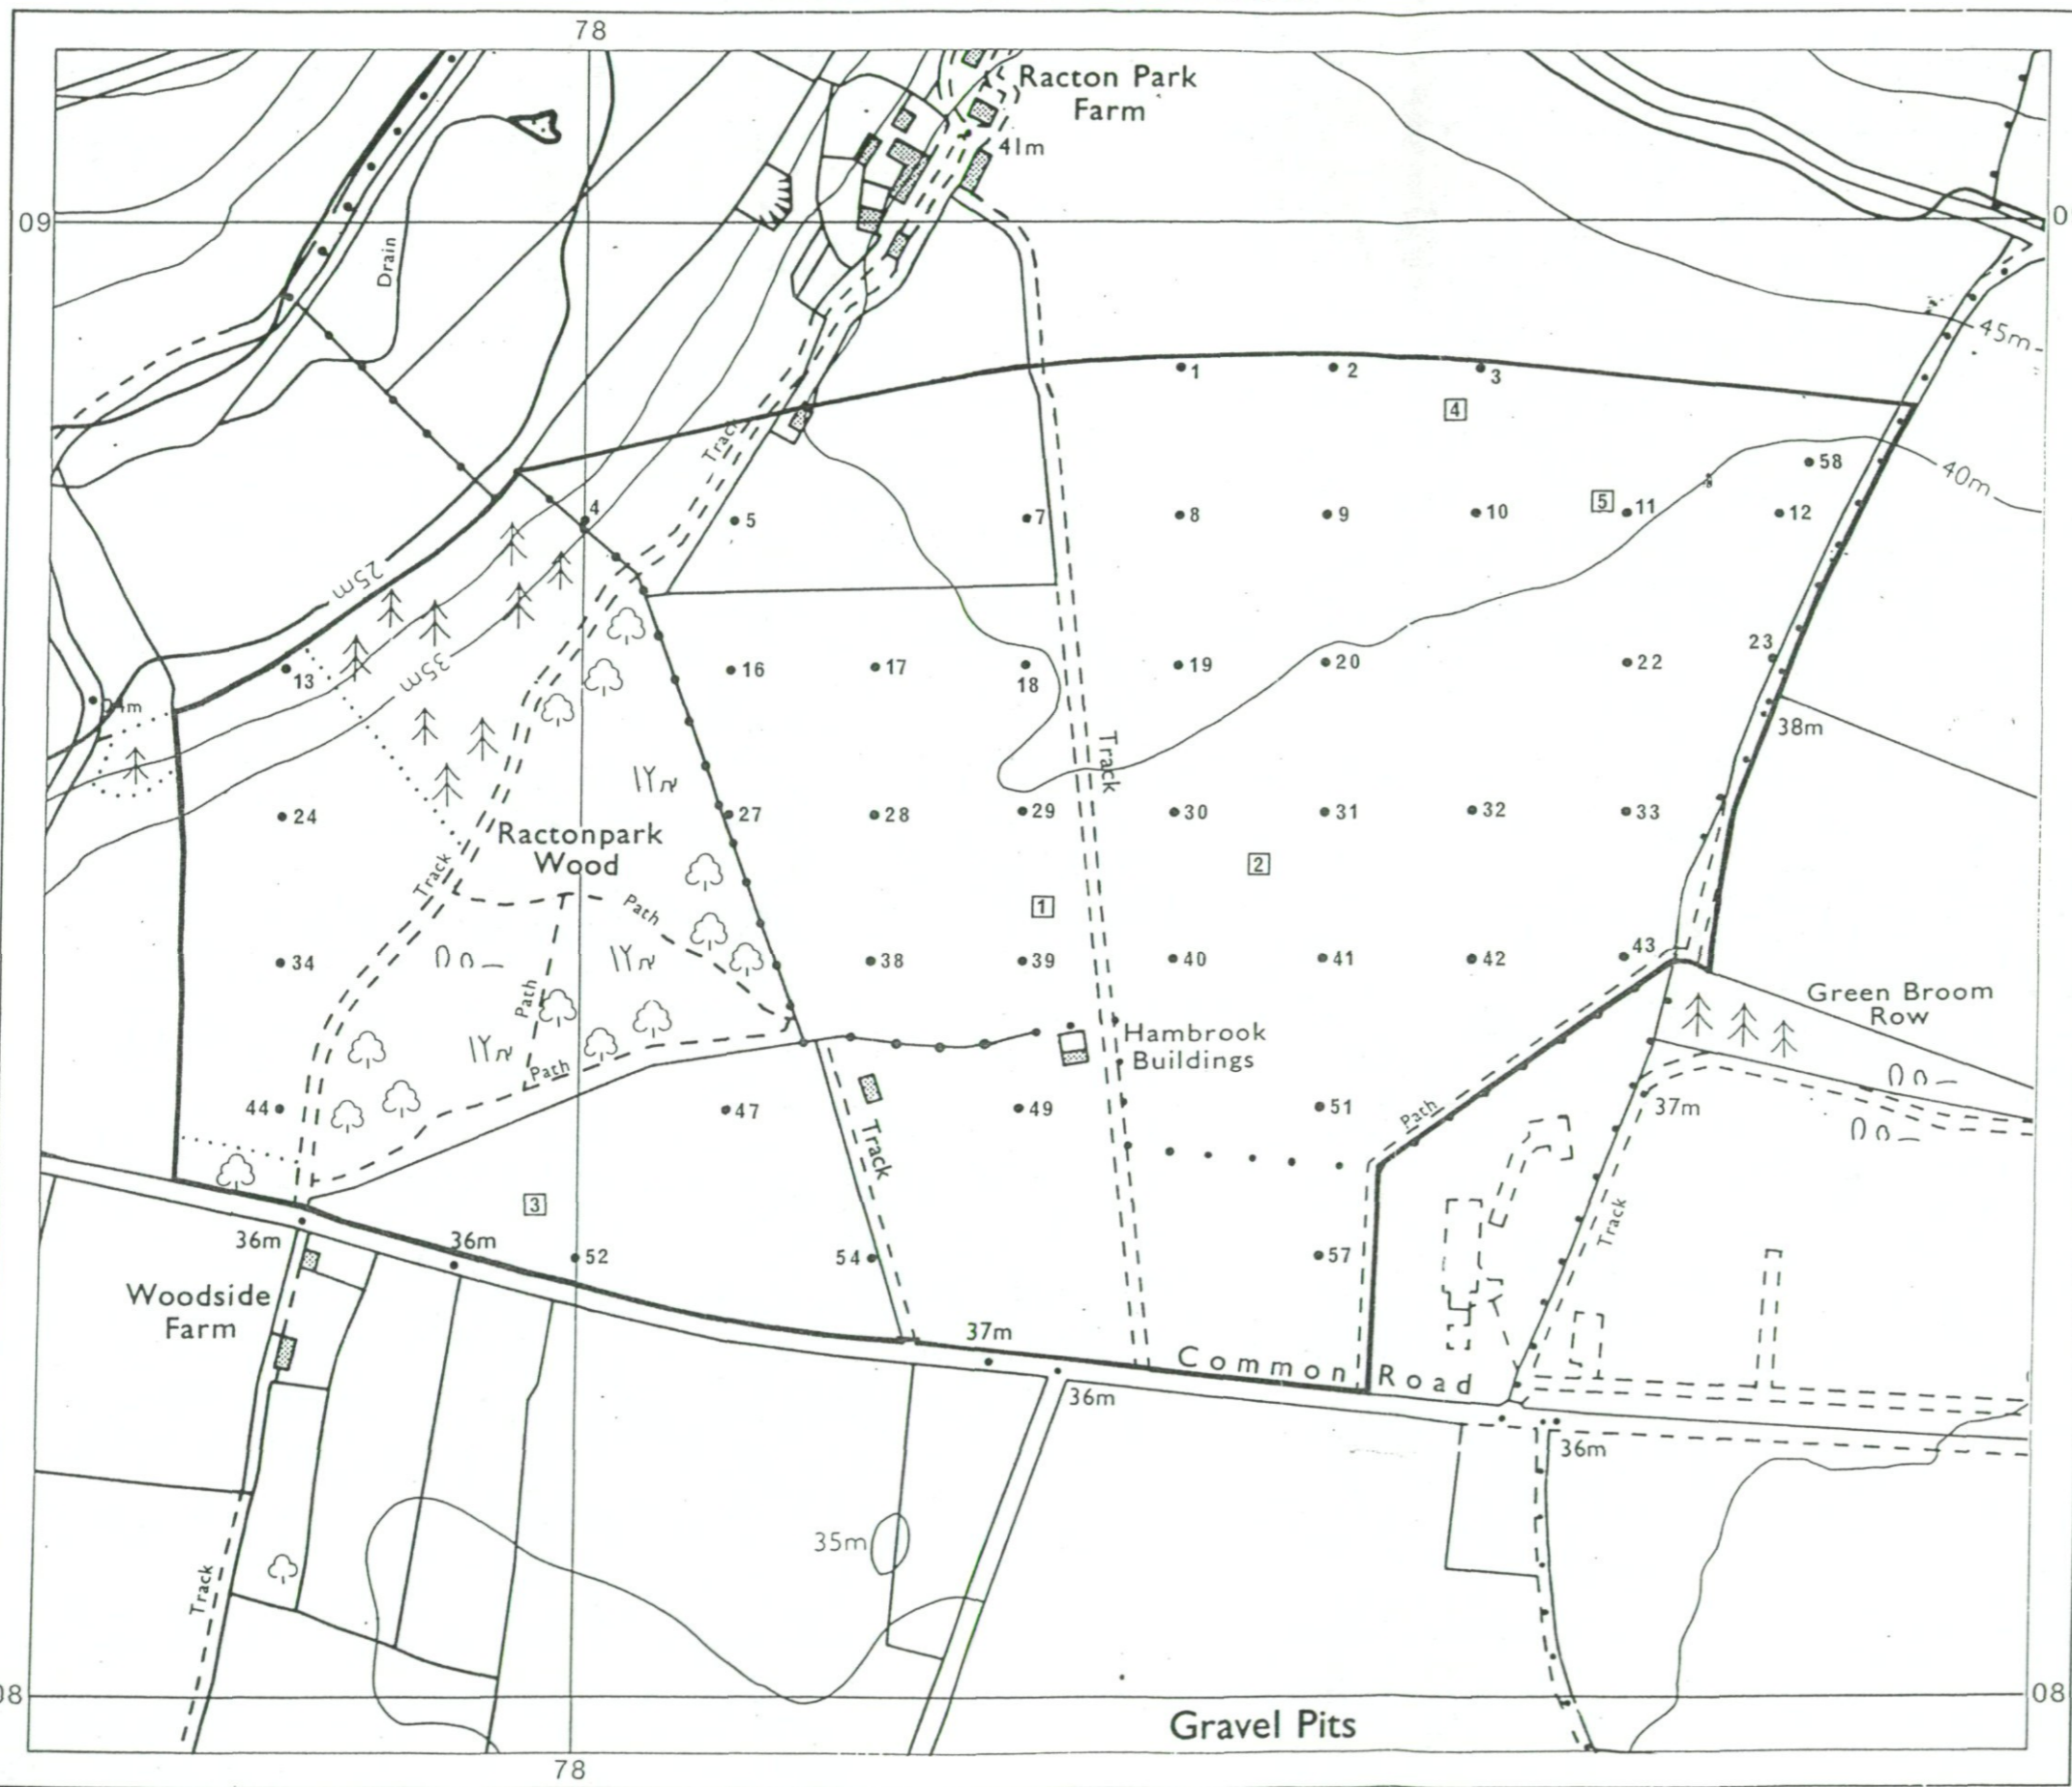 78
Racton Park
Farm
41m
09
0
Drain
45m
1
2
3
4
Track
58
40m
4
5
7
8
9
10
5
11
12
25m
35m
13
16
17
18
19
20
22
23
38m
Track
24
27
28
29
30
31
32
33
Ractonpark
Wood
Track
Path
2
1
34
38
39
40
41
42
43
Green Broom
Row
Path
Hambrook
Buildings
Path
44
47
49
51
Path
37m
Track
Track
3
36m
36m
52
54
57
Woodside
Farm
37m
Common Road
36m
36m
35m
Track
08
Gravel Pits
78